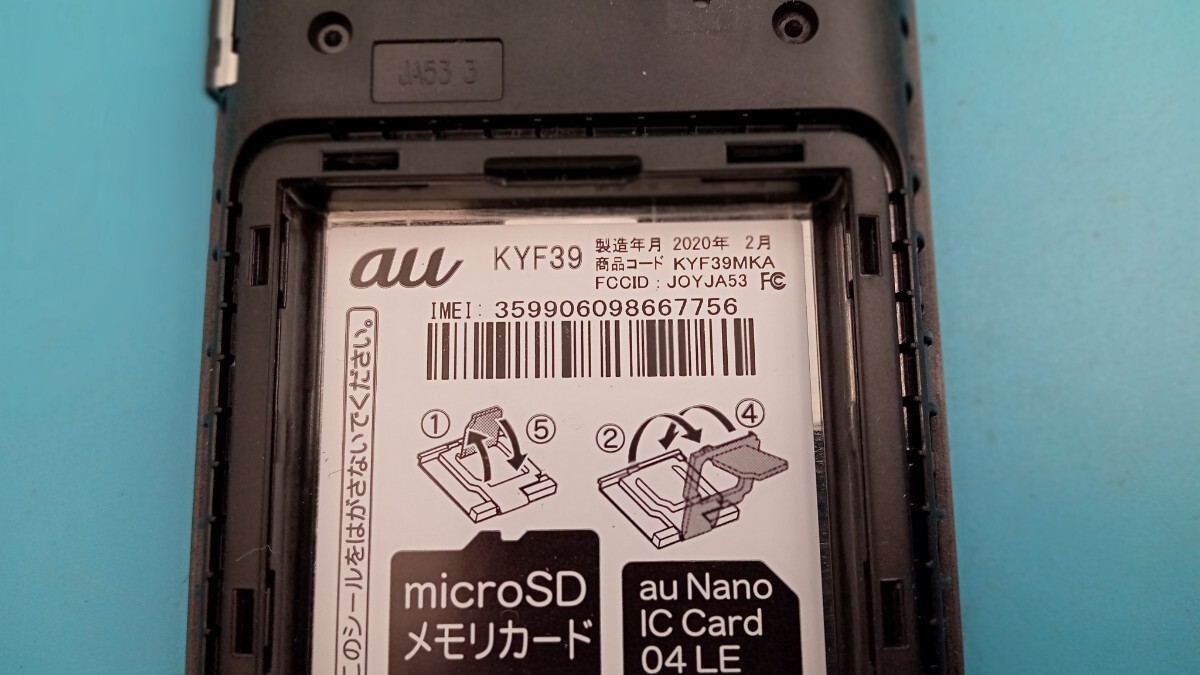 JA53 3
au KYF39
製造年月 2020年 2月
商品コード KYF39MKA
FCCID : JOYJA53 FC
IMEI: 359906098667756
このシールをはがさないでください。
① ⑤ ② ④
microSD
メモリカード
au Nano
IC Card
04 LE